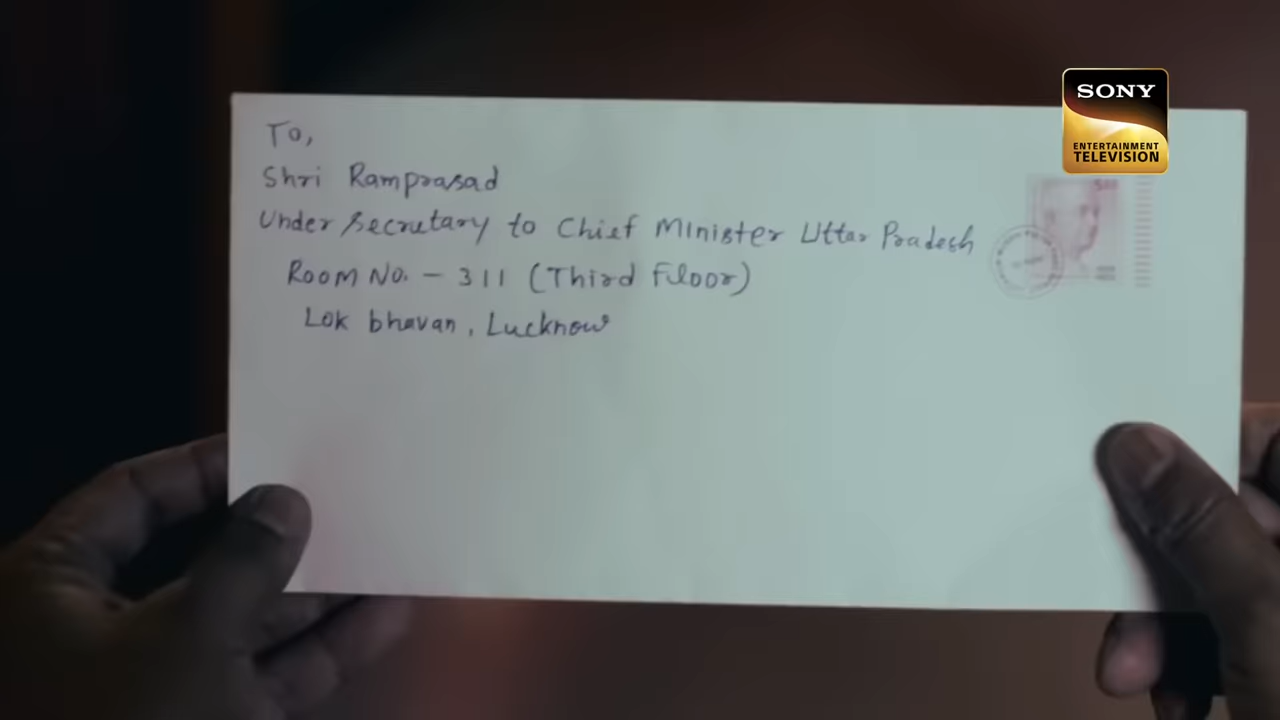 To,
Shri Ramprasad
Under Secretary to Chief Minister Uttar Pradesh
Room No. - 311 (Third Floor)
Lok bhavan, Lucknow
SONY
ENTERTAINMENT
TELEVISION